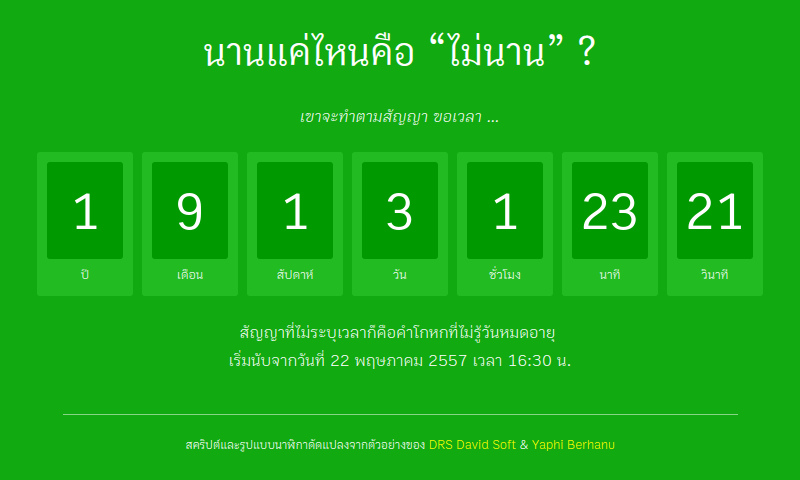 นานแค่ไหนคือ “ไม่นาน” ?
เขาจะทำตามสัญญา ขอเวลา ...
1 9 1 3 1 23 21
ปี เดือน สัปดาห์ วัน ชั่วโมง นาที วินาที
สัญญาที่ไม่ระบุเวลาก็คือคำโกหกที่ไม่รู้วันหมดอายุ
เริ่มนับจากวันที่ 22 พฤษภาคม 2557 เวลา 16:30 น.
สคริปต์และรูปแบบนาฬิกาดัดแปลงจากตัวอย่างของ DRS David Soft & Yaphi Berhanu